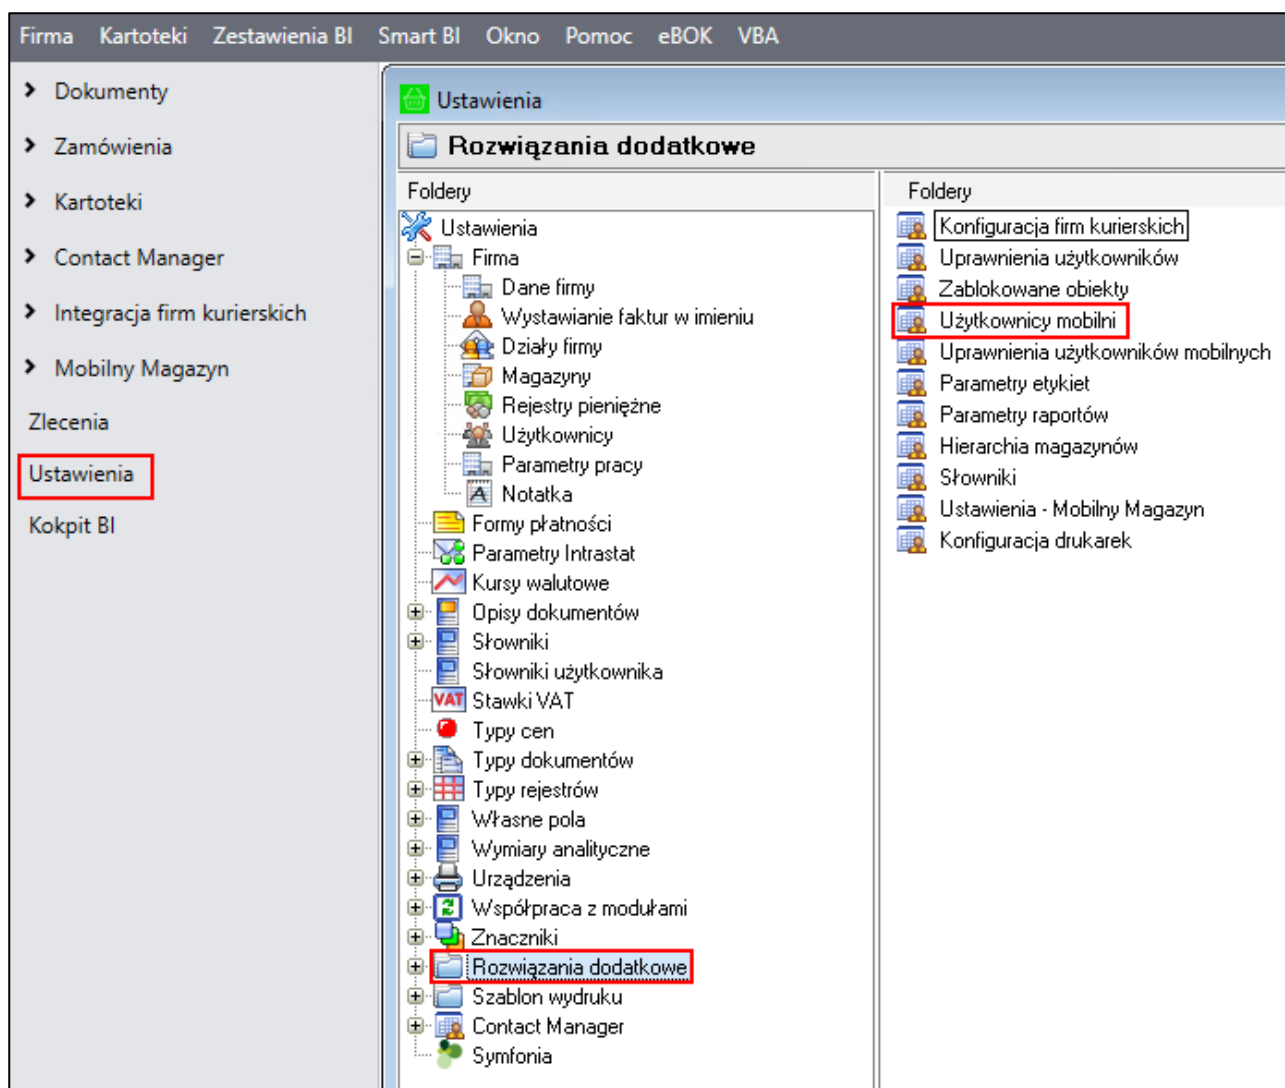 Firma Kartoteki Zestawienia BI Smart BI Okno Pomoc eBOK VBA
Dokumenty
Zamówienia
Kartoteki
Contact Manager
Integracja firm kurierskich
Mobilny Magazyn
Zlecenia
Ustawienia
Kokpit BI
Ustawienia
Rozwiązania dodatkowe
Foldery
Ustawienia
Firma
Dane firmy
Wystawianie faktur w imieniu
Działy firmy
Magazyny
Rejestry pieniężne
Użytkownicy
Parametry pracy
Notatka
Formy płatności
Parametry Intrastat
Kursy walutowe
Opisy dokumentów
Słowniki
Słowniki użytkownika
VAT Stawki VAT
Typy cen
Typy dokumentów
Typy rejestrów
Własne pola
Wymiary analityczne
Urządzenia
Współpraca z modułami
Znaczniki
Rozwiązania dodatkowe
Szablon wydruku
Contact Manager
Symfonia
Foldery
Konfiguracja firm kurierskich
Uprawnienia użytkowników
Zablokowane obiekty
Użytkownicy mobilni
Uprawnienia użytkowników mobilnych
Parametry etykiet
Parametry raportów
Hierarchia magazynów
Słowniki
Ustawienia - Mobilny Magazyn
Konfiguracja drukarek